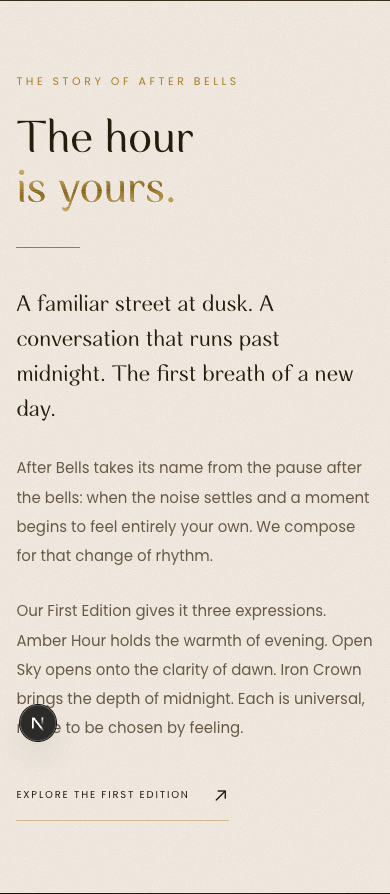 THE STORY OF AFTER BELLS
The hour
is yours.
A familiar street at dusk. A
conversation that runs past
midnight. The first breath of a new
day.
After Bells takes its name from the pause after
the bells: when the noise settles and a moment
begins to feel entirely your own. We compose
for that change of rhythm.
Our First Edition gives it three expressions.
Amber Hour holds the warmth of evening. Open
Sky opens onto the clarity of dawn. Iron Crown
brings the depth of midnight. Each is universal,
to be chosen by feeling.
N
EXPLORE THE FIRST EDITION